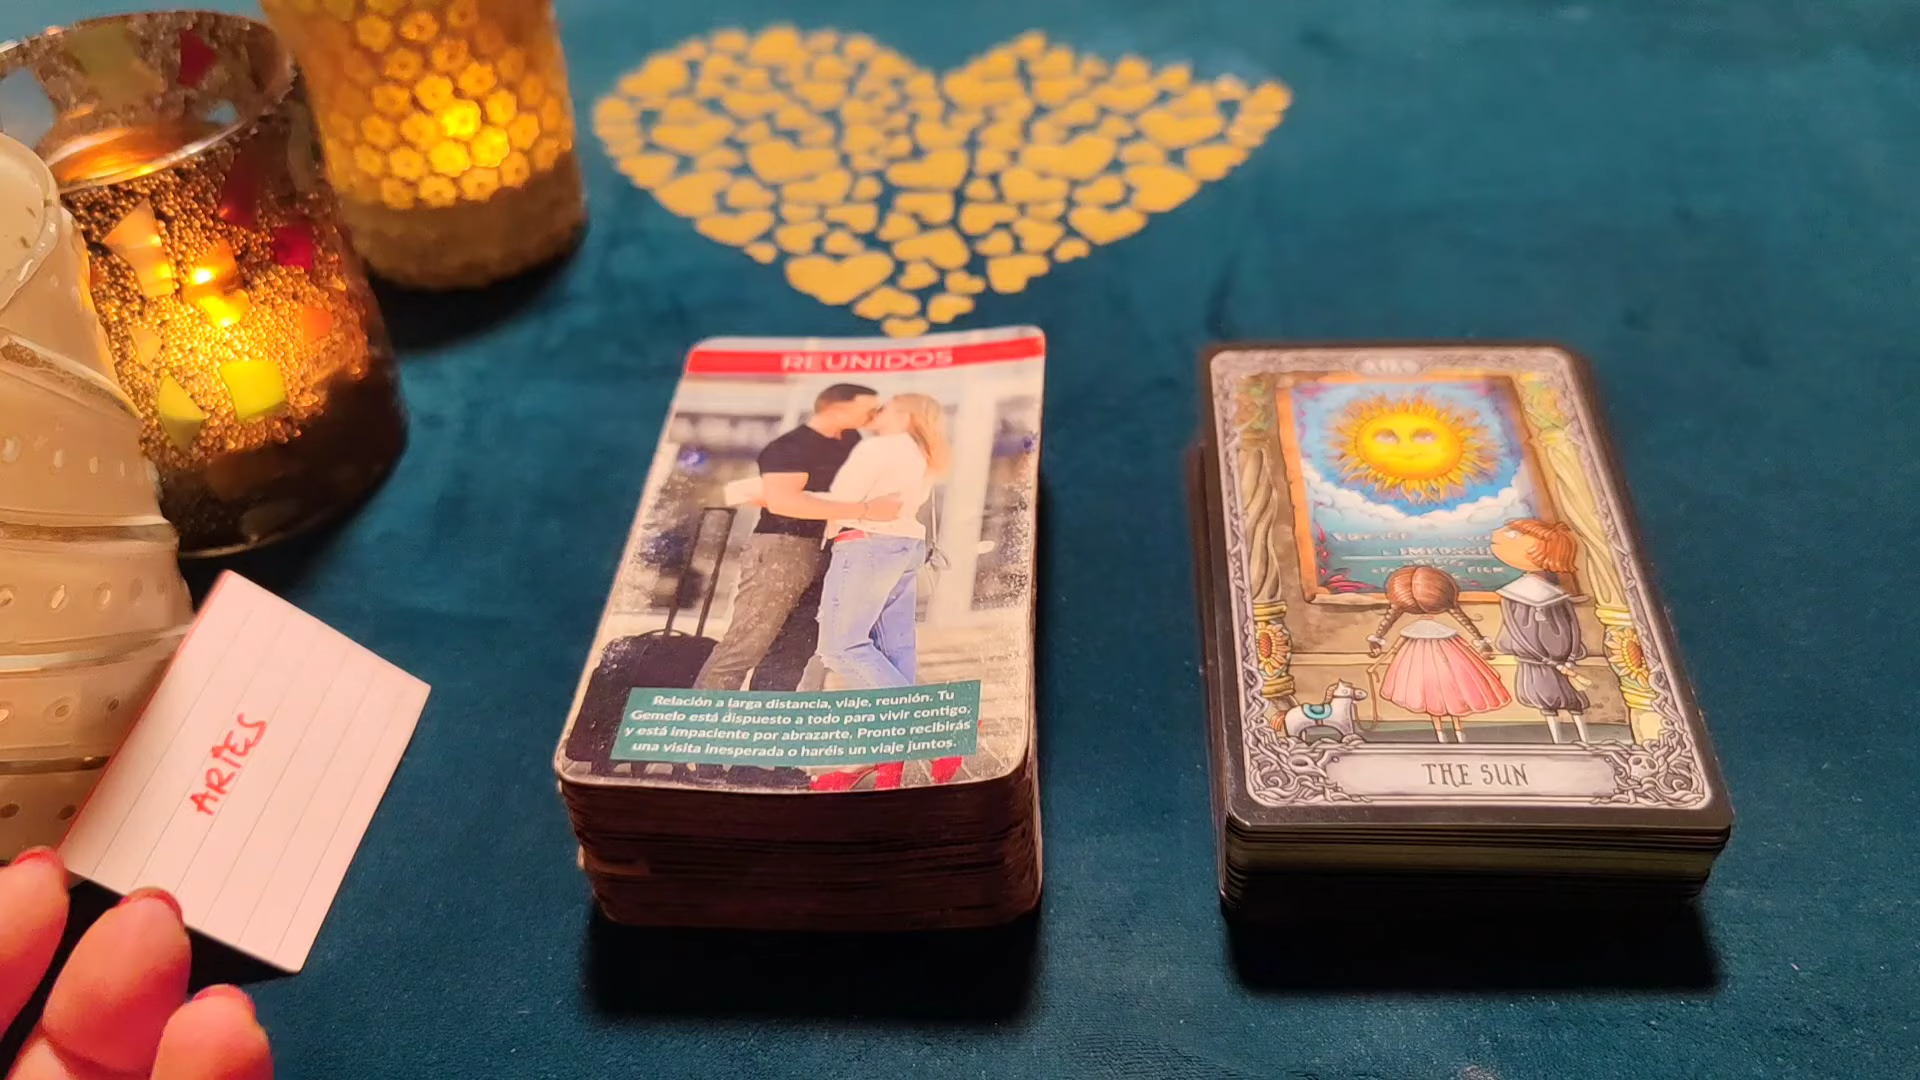 REUNIDOS
Relación a larga distancia, viaje, reunión. Tu
Gemelo está dispuesto a todo para vivir contigo,
y está impaciente por abrazarte. Pronto recibirás
una visita inesperada o haréis un viaje juntos.
THE SUN
ARIES